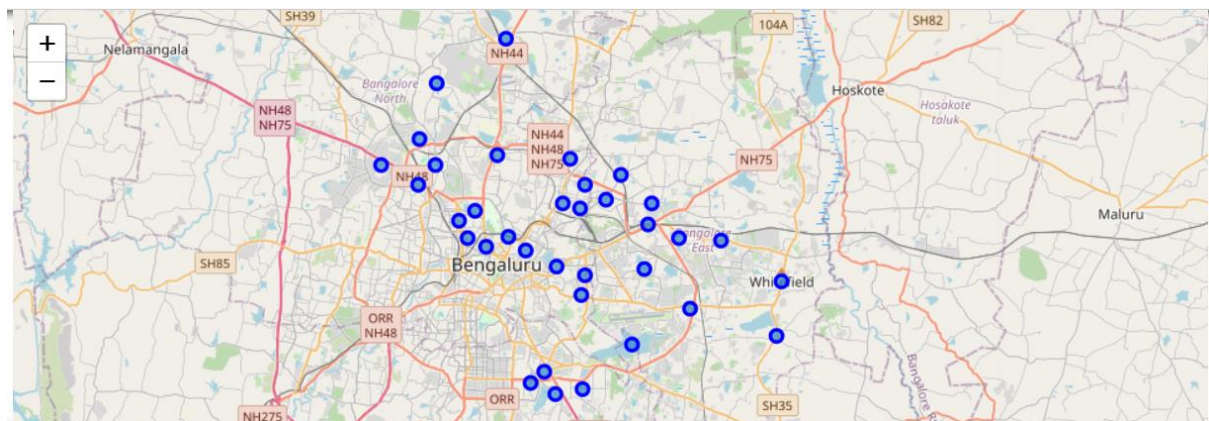 +
−
SH39
104A
SH82
Nelamangala
NH44
Bangalore
North
Hoskote
Hosakote
taluk
NH48
NH75
NH44
NH48
NH75
NH75
NH48
Maluru
Bangalore
East
SH85
Bengaluru
ORR
NH48
ORR
SH35
NH275